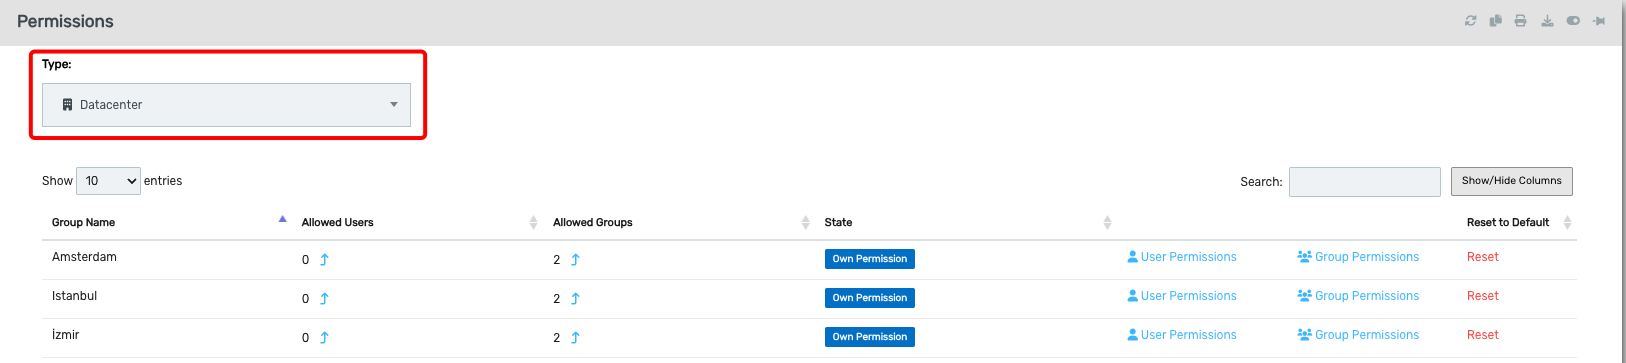 Permissions
Type:
Datacenter
Show 10 entries Search: Show/Hide Columns
Group Name Allowed Users Allowed Groups State Reset to Default
Amsterdam 0 2 Own Permission User Permissions Group Permissions Reset
Istanbul 0 2 Own Permission User Permissions Group Permissions Reset
İzmir 0 2 Own Permission User Permissions Group Permissions Reset